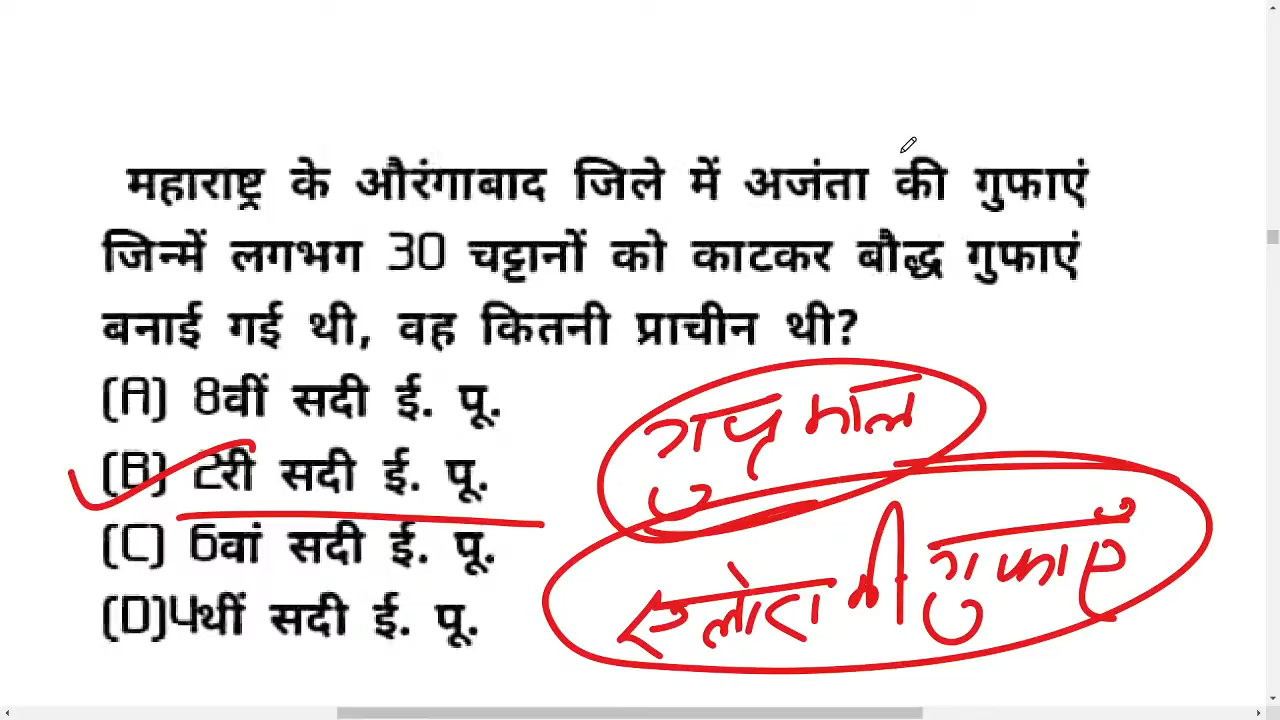 महाराष्ट्र के औरंगाबाद जिले में अजंता की गुफाएं
जिन्में लगभग 30 चट्टानों को काटकर बौद्ध गुफाएं
बनाई गई थी, वह कितनी प्राचीन थी?
(A) 8वीं सदी ई. पू.
(B) 2री सदी ई. पू.
(C) 6वां सदी ई. पू.
(D)4थीं सदी ई. पू.
एलोरा की गुफाएं